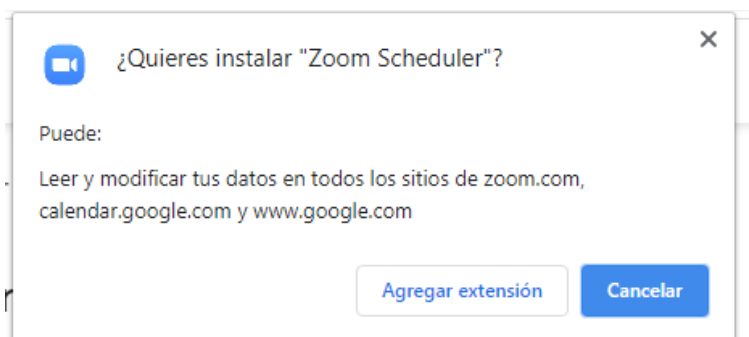 ¿Quieres instalar "Zoom Scheduler"?
Puede:
Leer y modificar tus datos en todos los sitios de zoom.com,
calendar.google.com y www.google.com
Agregar extensión
Cancelar